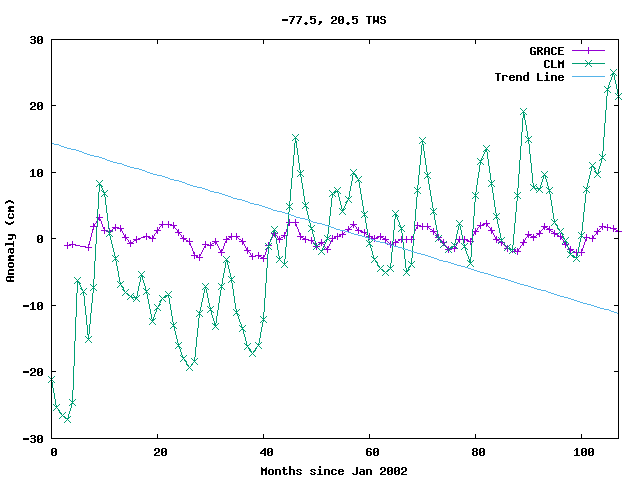 -77.5, 20.5 TWS
GRACE
CLM
Trend Line
30
20
10
0
-10
-20
-30
Anomaly (cm)
0 20 40 60 80 100
Months since Jan 2002